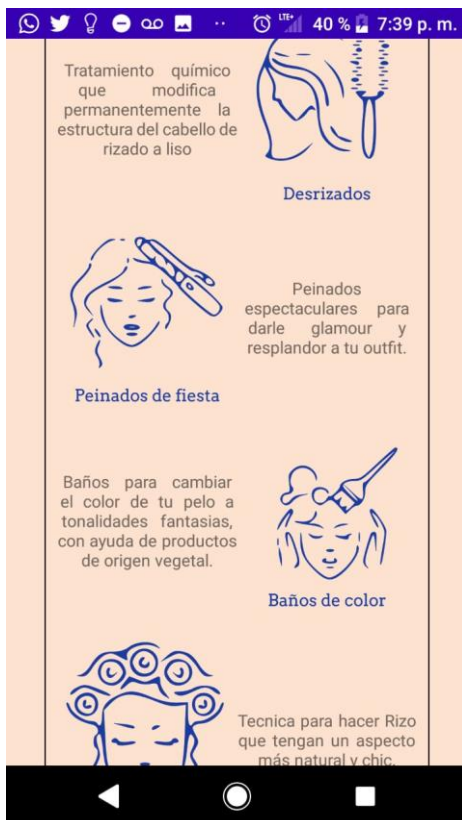 LTE+ 40 % 7:39 p. m.
Tratamiento químico
que modifica
permanentemente la
estructura del cabello de
rizado a liso
Desrizados
Peinados
espectaculares para
darle glamour y
resplandor a tu outfit.
Peinados de fiesta
Baños para cambiar
el color de tu pelo a
tonalidades fantasias,
con ayuda de productos
de origen vegetal.
Baños de color
Tecnica para hacer Rizo
que tengan un aspecto
más natural y chic.